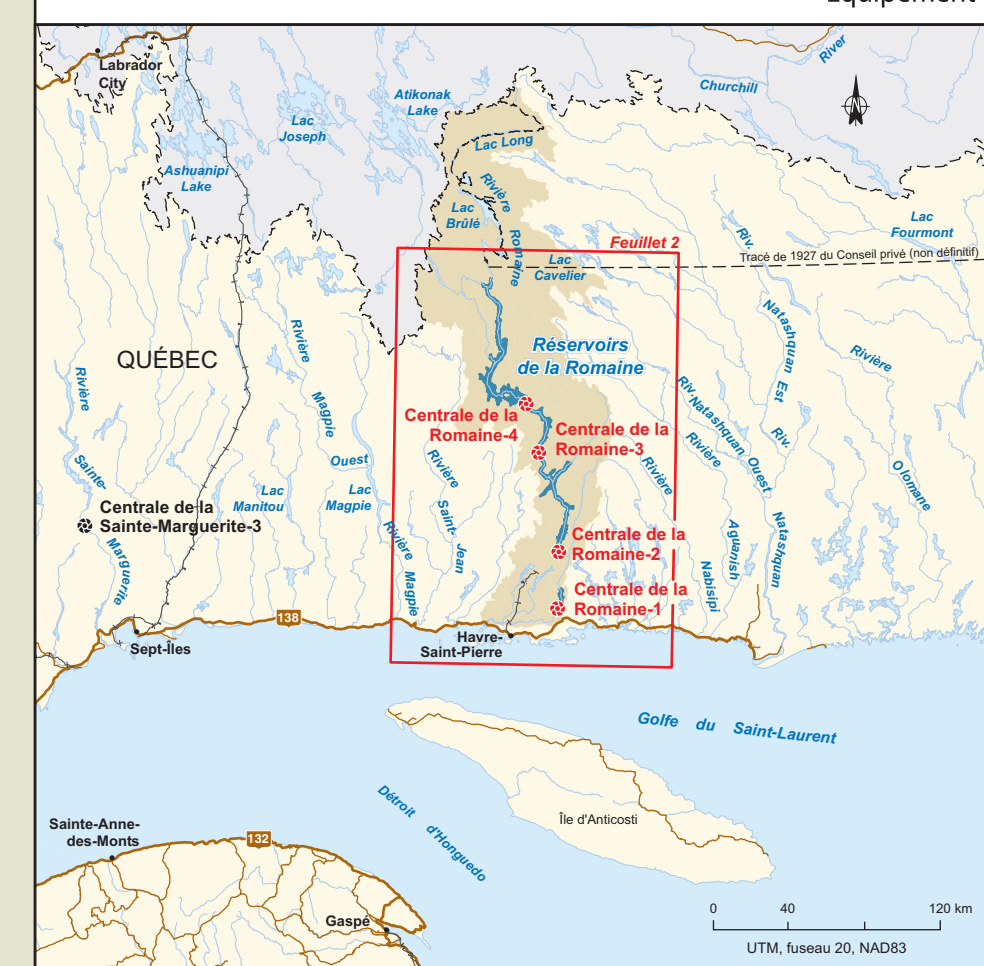 Équipement
Labrador
City
Ashuanipi
Lake
Lac
Joseph
Atikonak
Lake
Churchill
River
Lac Long
Rivière
Romaine
Lac
Brûlé
Lac
Fourmont
Feuillet 2
Tracé de 1927 du Conseil privé (non définitif)
Lac
Cavelier
Riv.
Natashquan Est
QUÉBEC
Réservoirs
de la Romaine
Rivière
Sainte-
Marguerite
Rivière
Magpie
Ouest
Centrale de la
Romaine-4
Centrale de la
Romaine-3
Riv.
Natashquan Ouest
Riv.
Rivière
Olomane
Rivière
Aguanish
Rivière
Nabisipi
Natashquan
Centrale de la
Sainte-Marguerite-3
Lac
Manitou
Lac
Magpie
Rivière
Magpie
Rivière
Saint-
Jean
Centrale de la
Romaine-2
Centrale de la
Romaine-1
138
Sept-Îles
Havre-
Saint-Pierre
Golfe du Saint-Laurent
Détroit d'Honguedo
Île d'Anticosti
Sainte-Anne-
des-Monts
132
Gaspé
0 40 120 km
UTM, fuseau 20, NAD83